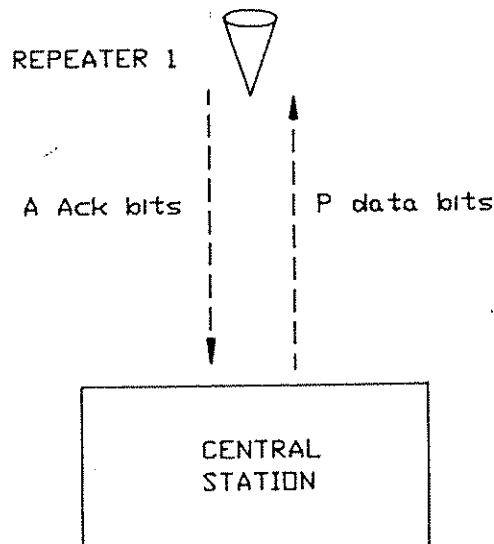 REPEATER 1
A Ack bits
P data bits
CENTRAL
STATION